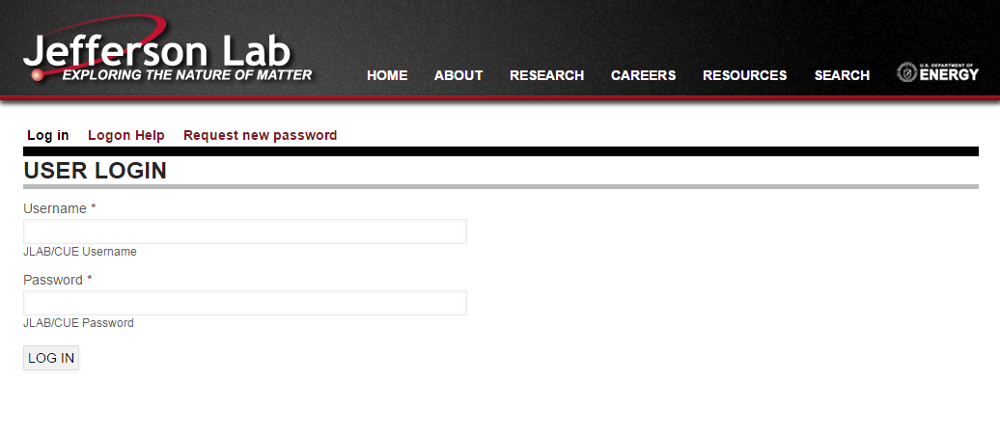 Jefferson Lab
EXPLORING THE NATURE OF MATTER
HOME ABOUT RESEARCH CAREERS RESOURCES SEARCH
U.S. DEPARTMENT OF
ENERGY
Log in Logon Help Request new password
USER LOGIN
Username *
JLAB/CUE Username
Password *
JLAB/CUE Password
LOG IN